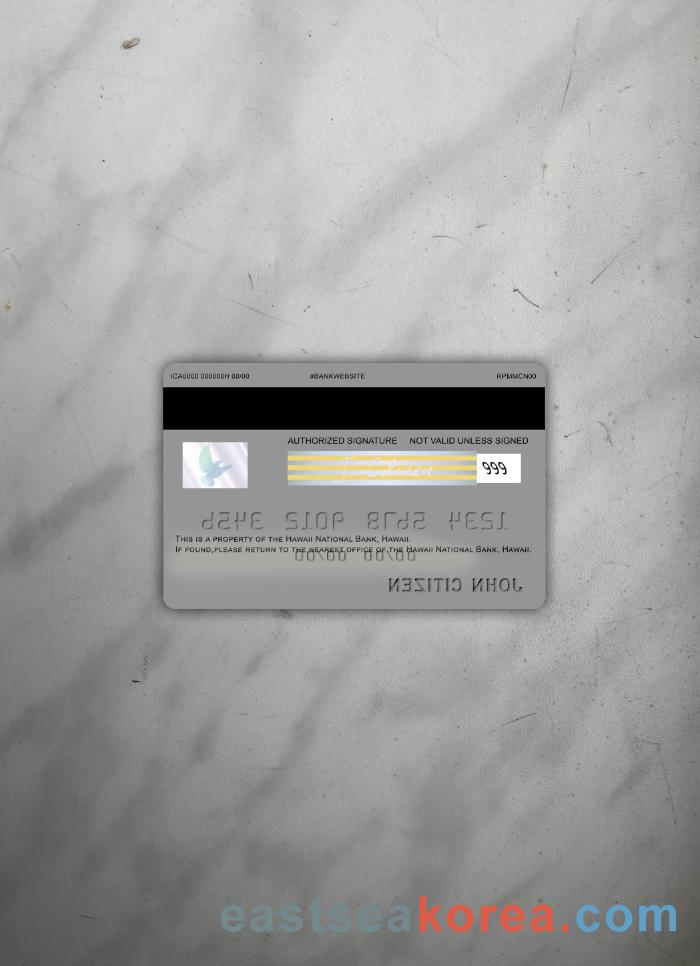 ICA0000 000000H 00/00 #BANKWEBSITE RPMMCN00
AUTHORIZED SIGNATURE NOT VALID UNLESS SIGNED
J. Citizen 999
1234 5678 9012 3456
THIS IS A PROPERTY OF THE HAWAII NATIONAL BANK, HAWAII.
IF FOUND,PLEASE RETURN TO THE NEAREST OFFICE OF THE HAWAII NATIONAL BANK, HAWAII.
00/00 00/00
JOHN CITIZEN
eastseakorea.com